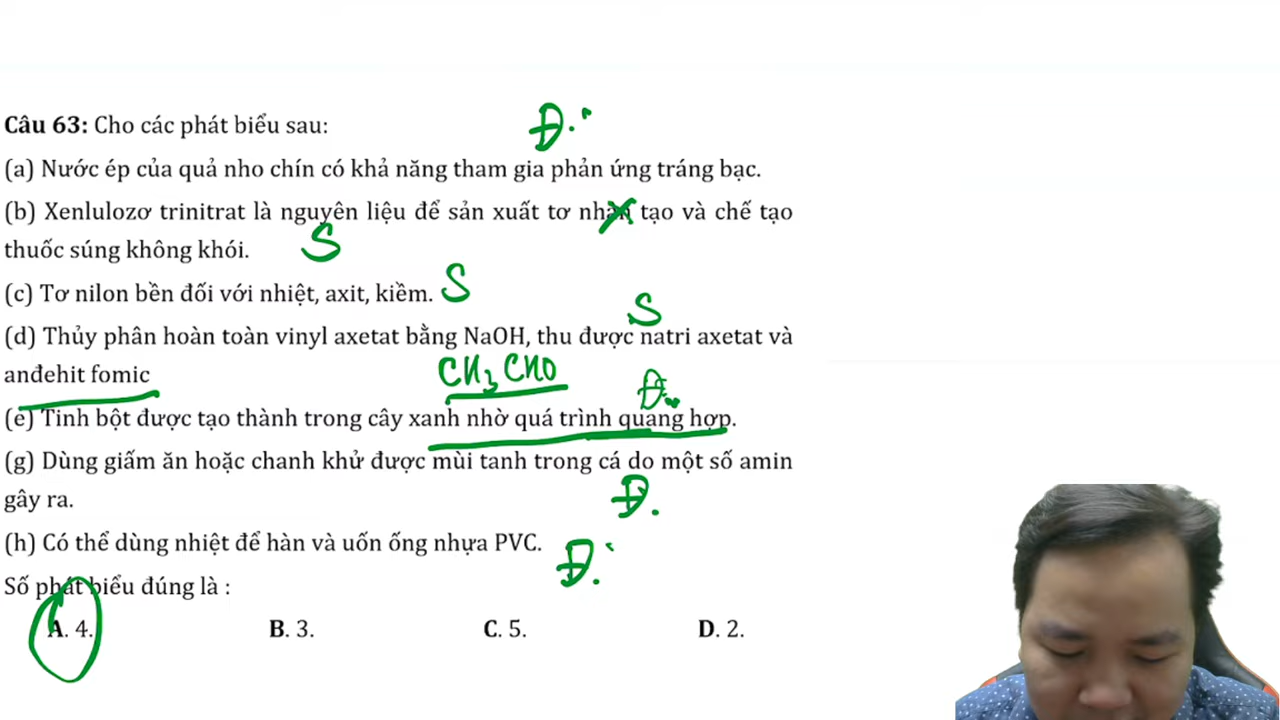 Đ.
Câu 63: Cho các phát biểu sau:
(a) Nước ép của quả nho chín có khả năng tham gia phản ứng tráng bạc.
(b) Xenlulozơ trinitrat là nguyên liệu để sản xuất tơ nhân tạo và chế tạo
thuốc súng không khói. S
(c) Tơ nilon bền đối với nhiệt, axit, kiềm. S
S
(d) Thủy phân hoàn toàn vinyl axetat bằng NaOH, thu được natri axetat và
anđehit fomic CH3CHO Đ.
(e) Tinh bột được tạo thành trong cây xanh nhờ quá trình quang hợp.
(g) Dùng giấm ăn hoặc chanh khử được mùi tanh trong cá do một số amin
gây ra. Đ.
(h) Có thể dùng nhiệt để hàn và uốn ống nhựa PVC. Đ.
Số phát biểu đúng là :
A. 4. B. 3. C. 5. D. 2.